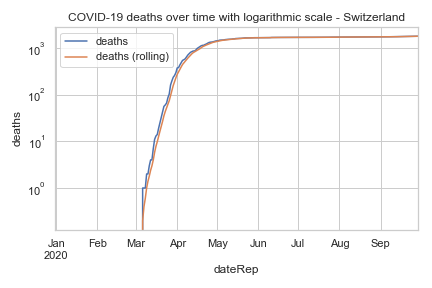 COVID-19 deaths over time with logarithmic scale - Switzerland
deaths
deaths (rolling)
deaths
10³
10²
10¹
10⁰
Jan Feb Mar Apr May Jun Jul Aug Sep
2020
dateRep